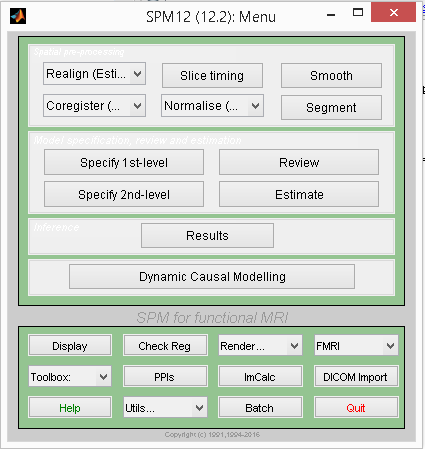 SPM12 (12.2): Menu
Spatial pre-processing
Realign (Esti... Slice timing Smooth
Coregister (... Normalise (... Segment
Model specification, review and estimation
Specify 1st-level Review
Specify 2nd-level Estimate
Inference
Results
Dynamic Causal Modelling
SPM for functional MRI
Display Check Reg Render... FMRI
Toolbox: PPIs ImCalc DICOM Import
Help Utils... Batch Quit
Copyright (c) 1991,1994-2016